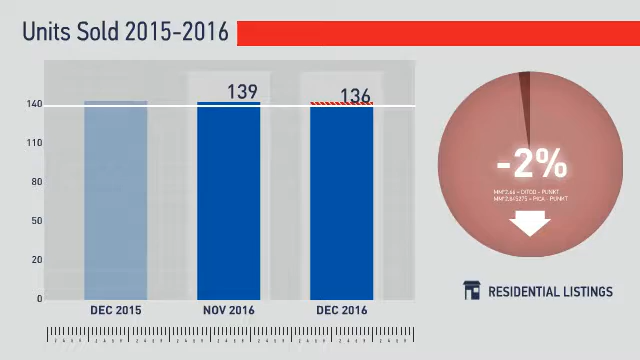 Units Sold 2015-2016
139
136
140
110
80
50
20
0
DEC 2015
NOV 2016
DEC 2016
-2%
RESIDENTIAL LISTINGS